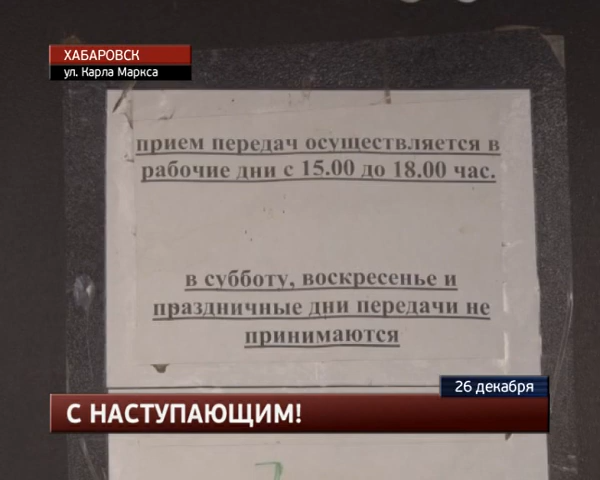 ХАБАРОВСК
ул. Карла Маркса
прием передач осуществляется в
рабочие дни с 15.00 до 18.00 час.
в субботу, воскресенье и
праздничные дни передачи не
принимаются
26 декабря
С НАСТУПАЮЩИМ!